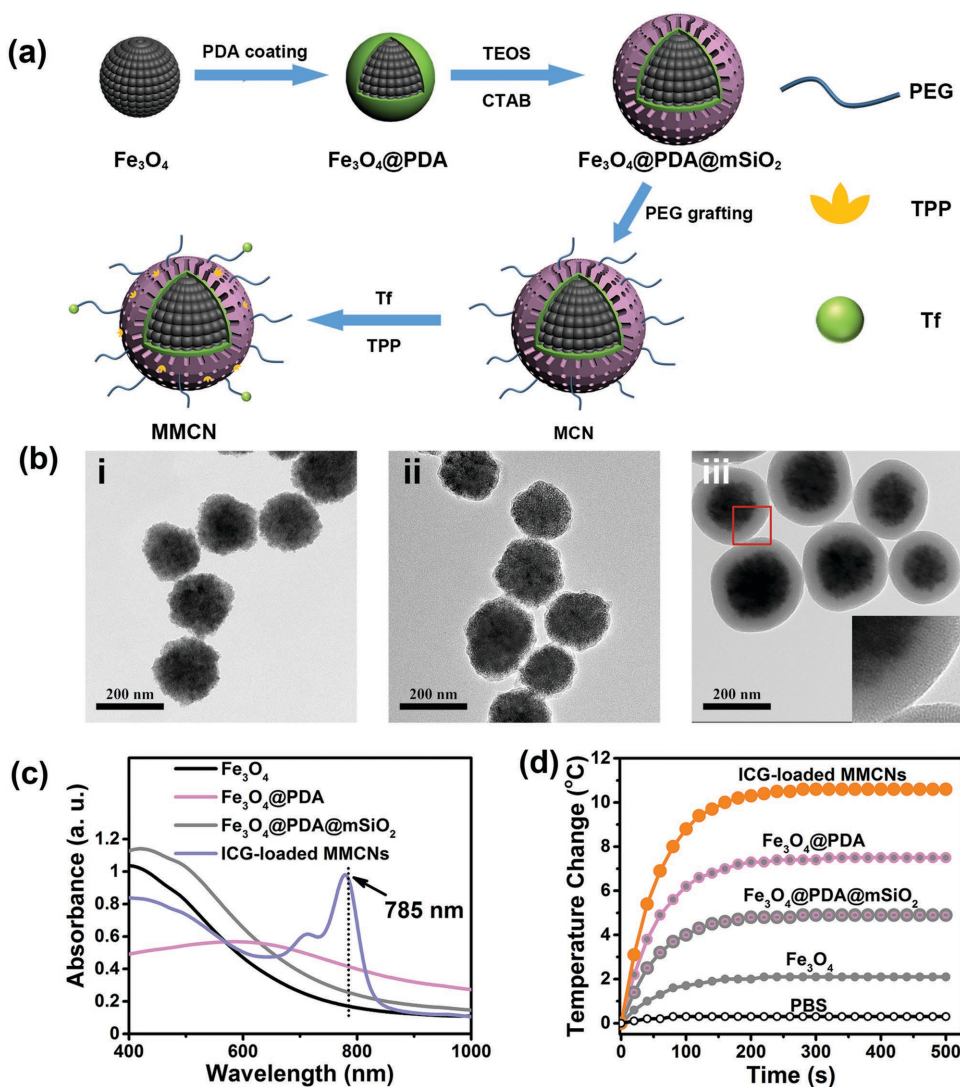 (a)
PDA coating
TEOS
CTAB
PEG
Fe₃O₄
Fe₃O₄@PDA
Fe₃O₄@PDA@mSiO₂
PEG grafting
TPP
Tf
TPP
Tf
MMCN
MCN
(b)
i
ii
iii
200 nm
200 nm
200 nm
(c)
Fe₃O₄
Fe₃O₄@PDA
Fe₃O₄@PDA@mSiO₂
ICG-loaded MMCNs
785 nm
Absorbance (a. u.)
1.2
1
0.8
0.6
0.4
0.2
0
400
600
800
1000
Wavelength (nm)
(d)
ICG-loaded MMCNs
Fe₃O₄@PDA
Fe₃O₄@PDA@mSiO₂
Fe₃O₄
PBS
Temperature Change (°C)
12
10
8
6
4
2
0
0
100
200
300
400
500
Time (s)